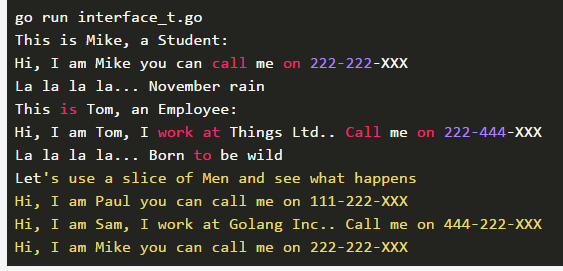 go run interface_t.go
This is Mike, a Student:
Hi, I am Mike you can call me on 222-222-XXX
La la la la... November rain
This is Tom, an Employee:
Hi, I am Tom, I work at Things Ltd.. Call me on 222-444-XXX
La la la la... Born to be wild
Let's use a slice of Men and see what happens
Hi, I am Paul you can call me on 111-222-XXX
Hi, I am Sam, I work at Golang Inc.. Call me on 444-222-XXX
Hi, I am Mike you can call me on 222-222-XXX